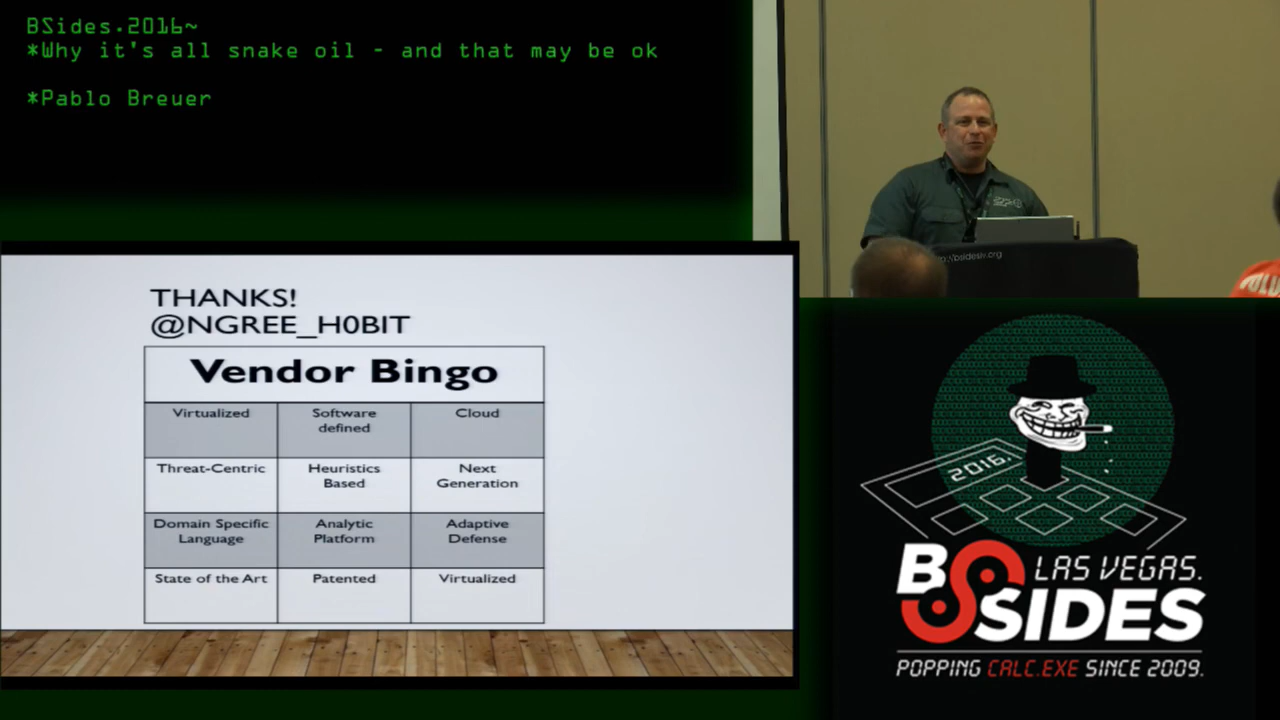 BSides.2016~
*Why it's all snake oil - and that may be ok
*Pablo Breuer
://bsideslv.org
THANKS!
@NGREE_H0BIT
Vendor Bingo
Virtualized
Software
defined
Cloud
Threat-Centric
Heuristics
Based
Next
Generation
Domain Specific
Language
Analytic
Platform
Adaptive
Defense
State of the Art
Patented
Virtualized
2016.
BSIDES
LAS VEGAS.
POPPING CALC.EXE SINCE 2009.